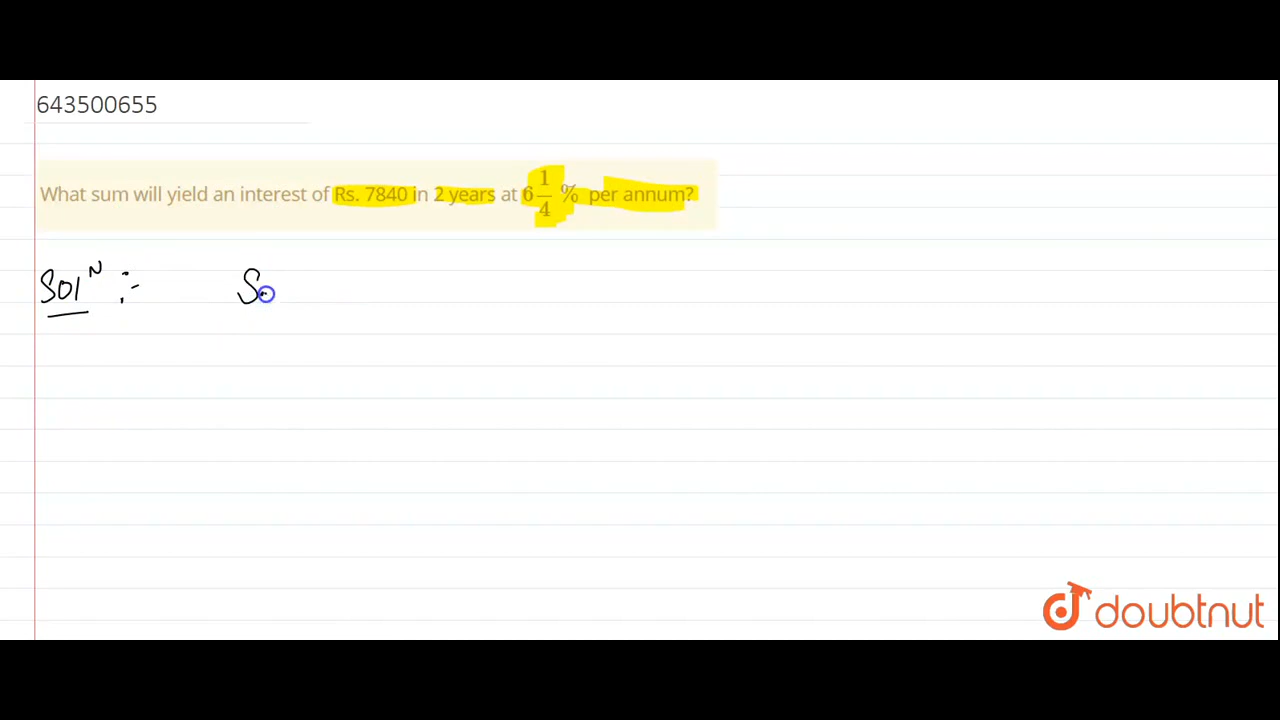 643500655
What sum will yield an interest of Rs. 7840 in 2 years at 6 1/4 % per annum?
Solᴺ :- S.
doubtnut